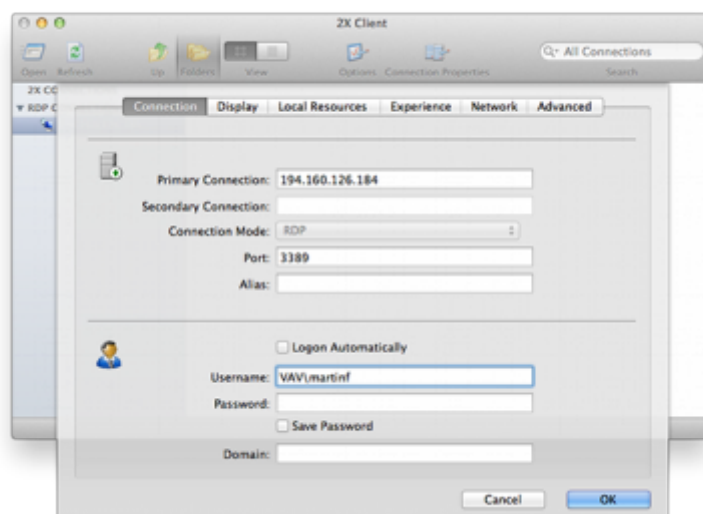 2X Client
Open Refresh Up Folders View Options Connection Properties Search
All Connections
2X CO
RDP C
Connection Display Local Resources Experience Network Advanced
Primary Connection: 194.160.126.184
Secondary Connection:
Connection Mode: RDP
Port: 3389
Alias:
Logon Automatically
Username: VAV\martinf
Password:
Save Password
Domain:
Cancel OK